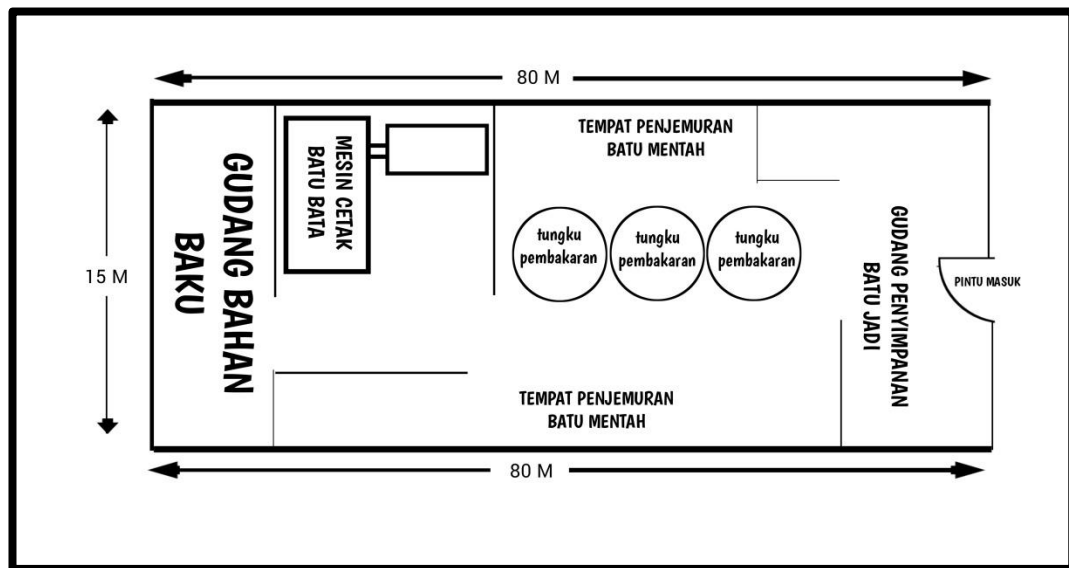 80 M
15 M
GUDANG BAHAN
BAKU
MESIN CETAK
BATU BATA
TEMPAT PENJEMURAN
BATU MENTAH
tungku
pembakaran
tungku
pembakaran
tungku
pembakaran
GUDANG PENYIMPANAN
BATU JADI
PINTU MASUK
TEMPAT PENJEMURAN
BATU MENTAH
80 M